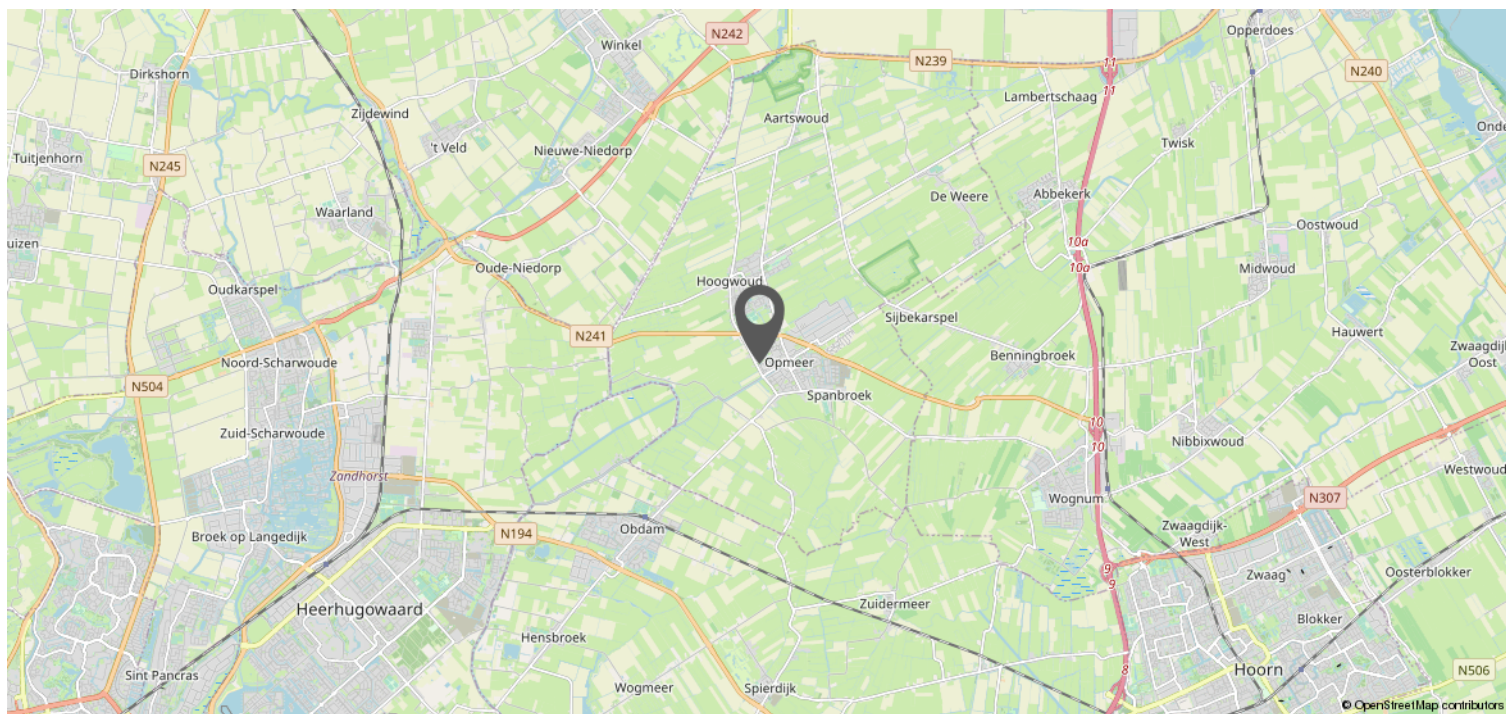 Opperdoes
N242
Winkel
N239
11
N240
Dirkshorn
11
Lambertschaag
Zijdewind
Aartswoud
Onde
't Veld
Twisk
Tuitjenhorn
Nieuwe-Niedorp
N245
De Weere
Abbekerk
Waarland
Oostwoud
uizen
10a
Oude-Niedorp
10a
Midwoud
Hoogwoud
Oudkarspel
Sijbekarspel
Hauwert
N241
Zwaagdijk-
Oost
Benningbroek
Noord-Scharwoude
Opmeer
N504
Spanbroek
10
Zuid-Scharwoude
10
Nibbixwoud
Westwoud
Zandhorst
Wognum
N307
Obdam
Zwaagdijk-
West
N194
Broek op Langedijk
9
9
Zwaag
Oosterblokker
Zuidermeer
Heerhugowaard
Blokker
Hensbroek
8
Hoorn
N506
Sint Pancras
Wogmeer
Spierdijk
© OpenStreetMap contributors